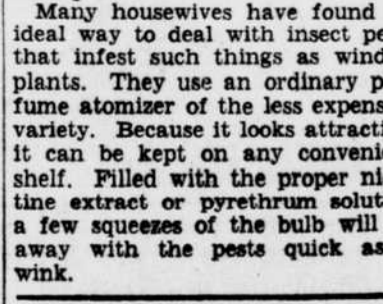 Many housewives have found
ideal way to deal with insect pe
that infest such things as wind
plants. They use an ordinary p
fume atomizer of the less expens
variety. Because it looks attracti
it can be kept on any conveni
shelf. Filled with the proper ni
tine extract or pyrethrum solut
a few squeezes of the bulb will
away with the pests quick as
wink.